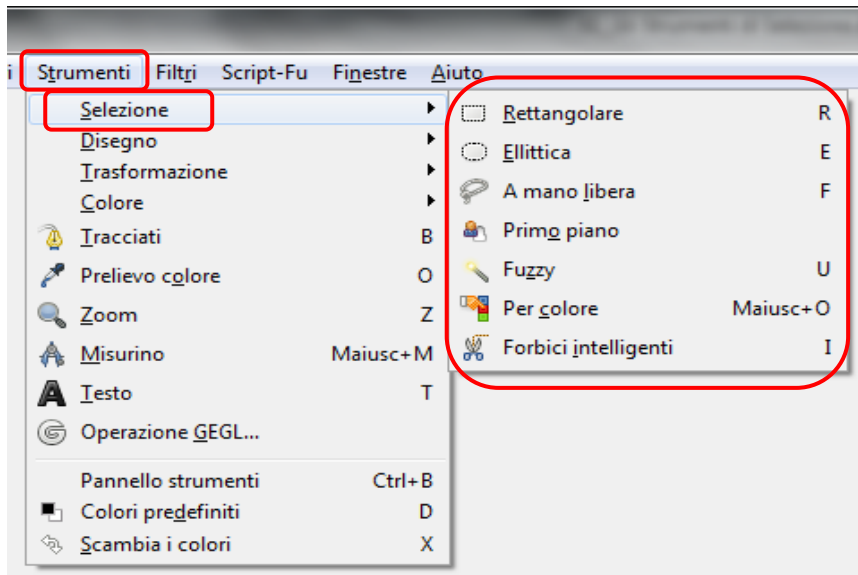 i Strumenti Filtri Script-Fu Finestre Aiuto
Selezione
Disegno
Trasformazione
Colore
Tracciati B
Prelievo colore O
Zoom Z
Misurino Maiusc+M
Testo T
Operazione GEGL...
Pannello strumenti Ctrl+B
Colori predefiniti D
Scambia i colori X
Rettangolare R
Ellittica E
A mano libera F
Primo piano
Fuzzy U
Per colore Maiusc+O
Forbici intelligenti I